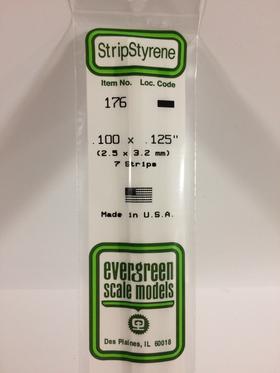 StripStyrene
Item No. Loc. Code
176
.100 x .125"
(2.5 x 3.2 mm)
7 Strips
Made in U.S.A.
evergreen
scale models
Des Plaines, IL 60018